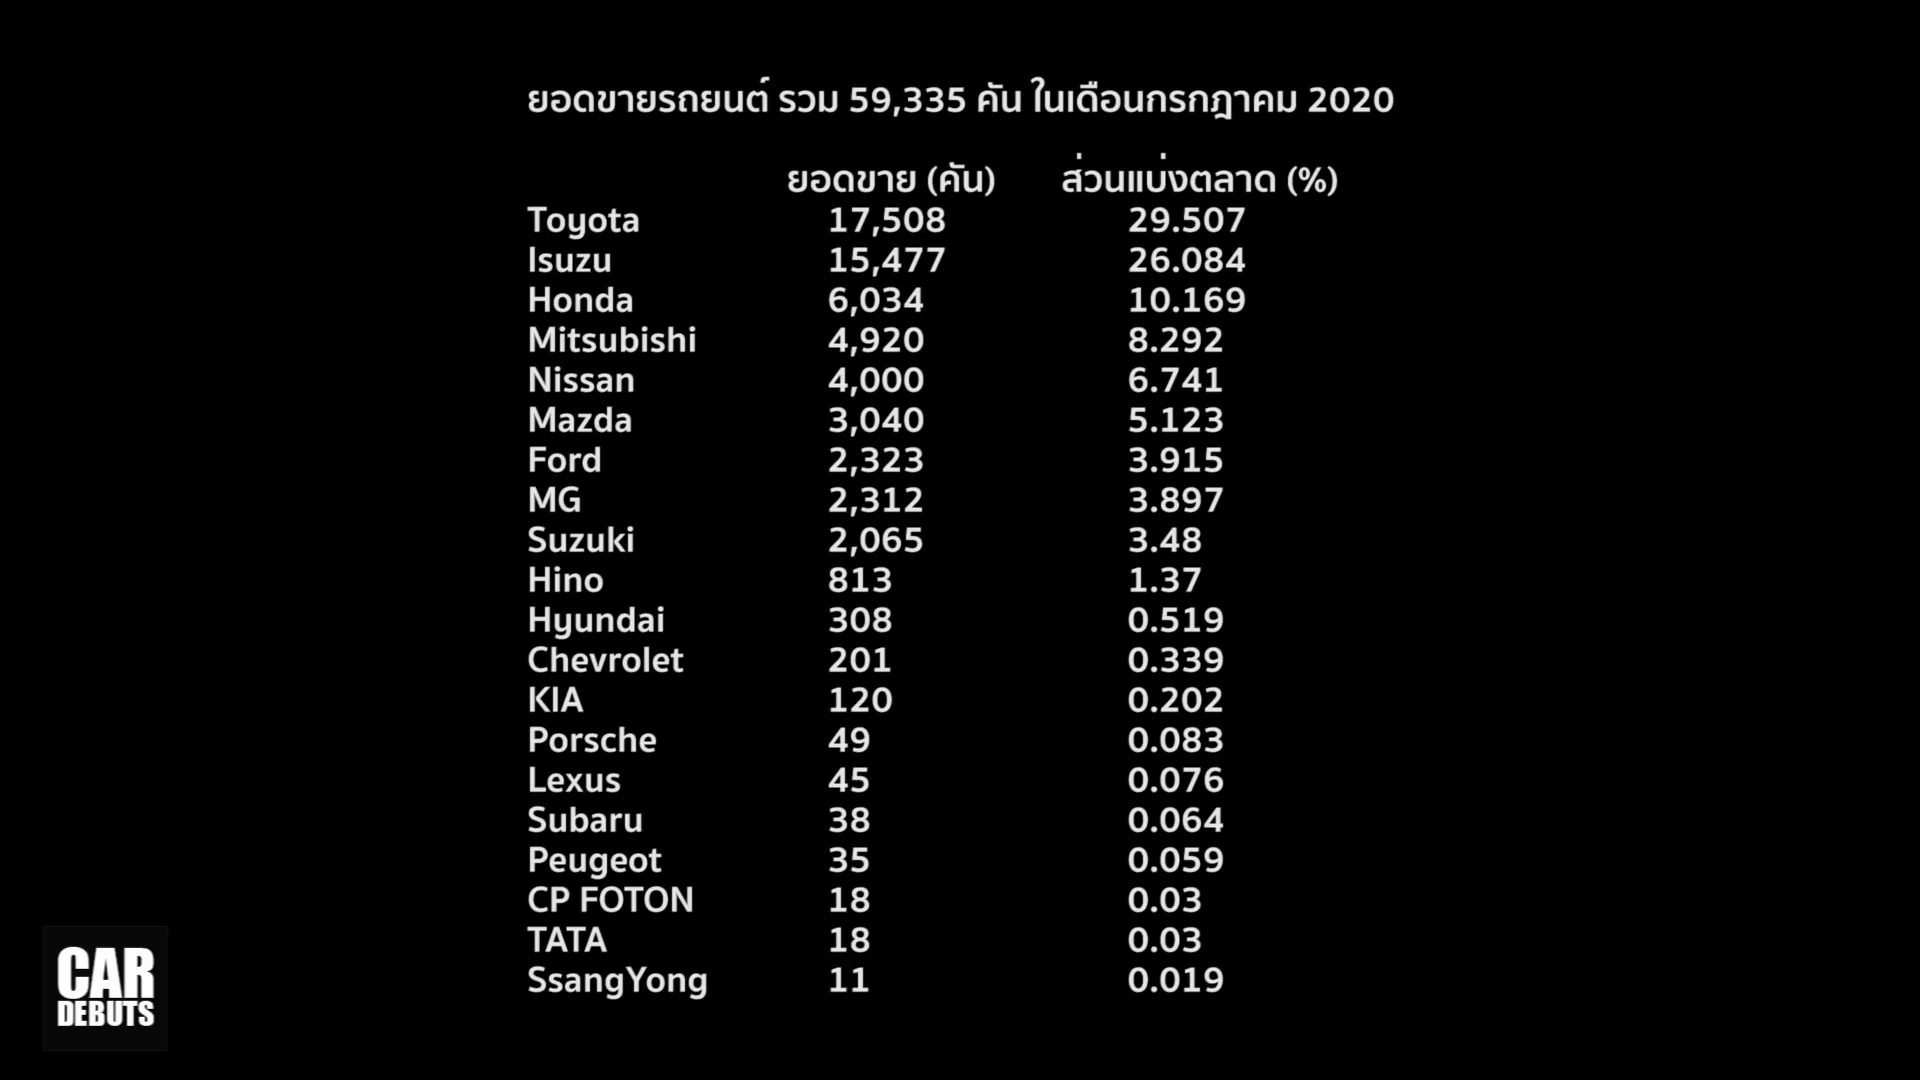 ยอดขายรถยนต์ รวม 59,335 คัน ในเดือนกรกฎาคม 2020
ยอดขาย (คัน) ส่วนแบ่งตลาด (%)
Toyota 17,508 29.507
Isuzu 15,477 26.084
Honda 6,034 10.169
Mitsubishi 4,920 8.292
Nissan 4,000 6.741
Mazda 3,040 5.123
Ford 2,323 3.915
MG 2,312 3.897
Suzuki 2,065 3.48
Hino 813 1.37
Hyundai 308 0.519
Chevrolet 201 0.339
KIA 120 0.202
Porsche 49 0.083
Lexus 45 0.076
Subaru 38 0.064
Peugeot 35 0.059
CP FOTON 18 0.03
TATA 18 0.03
SsangYong 11 0.019
CAR
DEBUTS